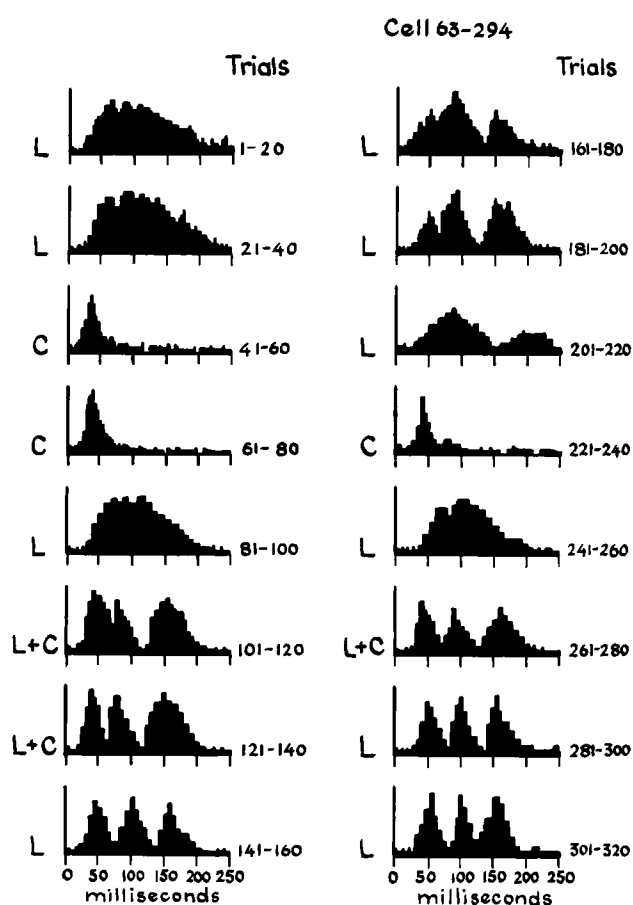 Cell 63-294
Trials
L 1-20
L 21-40
C 41-60
C 61-80
L 81-100
L+C 101-120
L+C 121-140
L 141-160
0 50 100 150 200 250
milliseconds
Trials
L 161-180
L 181-200
L 201-220
C 221-240
L 241-260
L+C 261-280
L 281-300
L 301-320
0 50 100 150 200 250
milliseconds